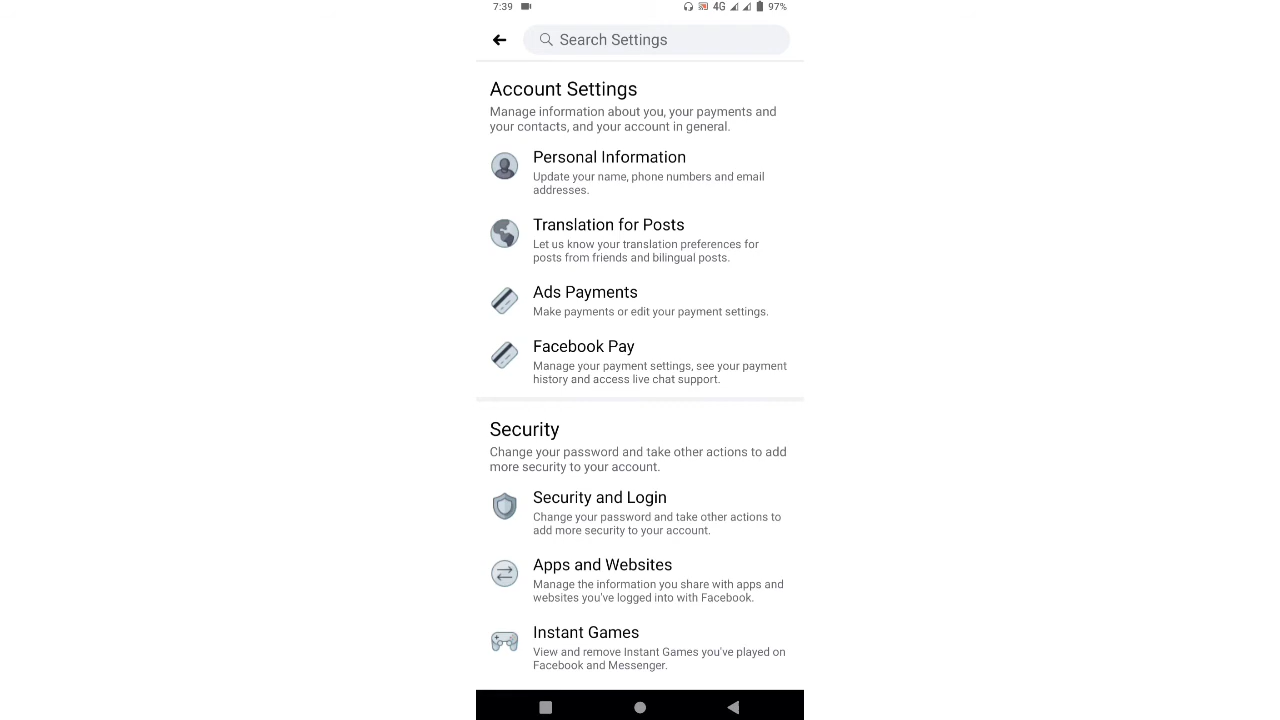 7:39
4G
97%
Search Settings
Account Settings
Manage information about you, your payments and
your contacts, and your account in general.
Personal Information
Update your name, phone numbers and email
addresses.
Translation for Posts
Let us know your translation preferences for
posts from friends and bilingual posts.
Ads Payments
Make payments or edit your payment settings.
Facebook Pay
Manage your payment settings, see your payment
history and access live chat support.
Security
Change your password and take other actions to add
more security to your account.
Security and Login
Change your password and take other actions to
add more security to your account.
Apps and Websites
Manage the information you share with apps and
websites you've logged into with Facebook.
Instant Games
View and remove Instant Games you've played on
Facebook and Messenger.